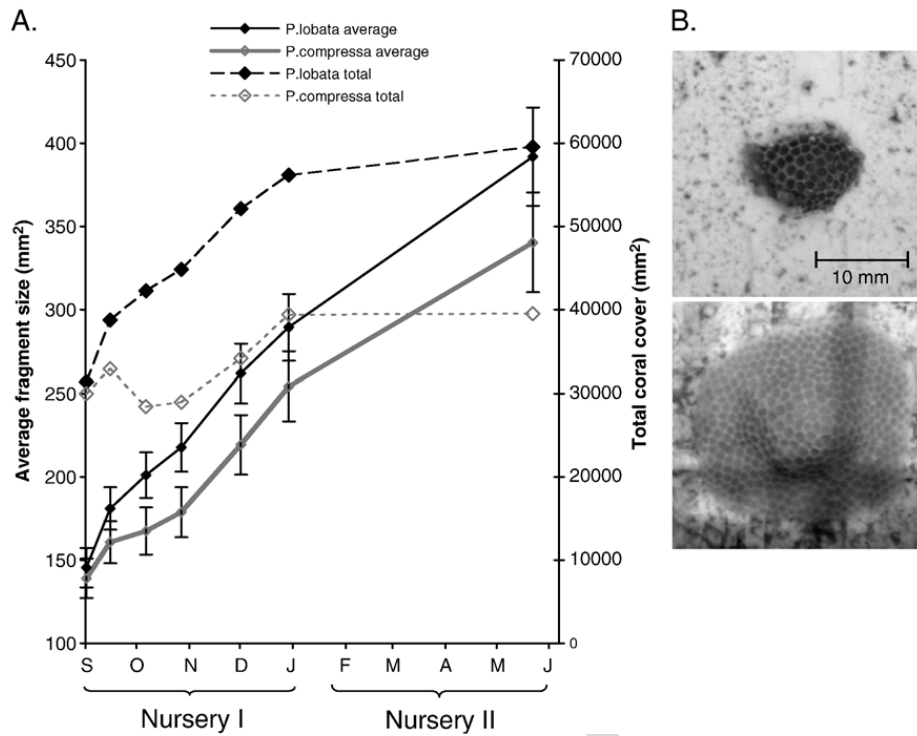 A.
P.lobata average
P.compressa average
P.lobata total
P.compressa total
450
400
350
300
250
200
150
100
Average fragment size (mm²)
70000
60000
50000
40000
30000
20000
10000
0
Total coral cover (mm²)
S O N D J F M A M J
Nursery I Nursery II
B.
10 mm